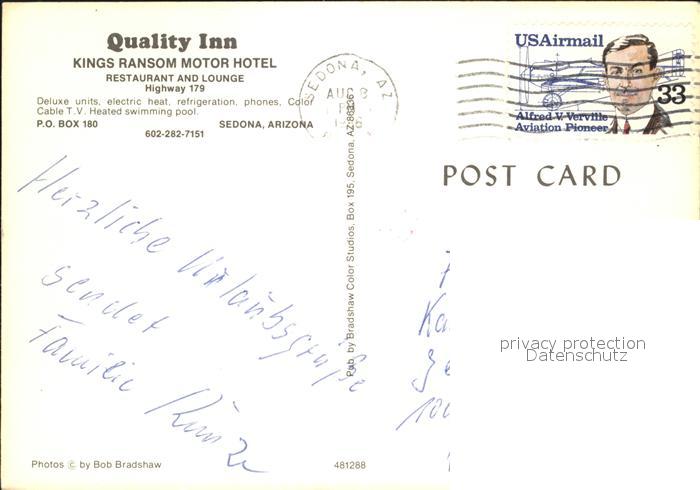 Quality Inn
KINGS RANSOM MOTOR HOTEL
RESTAURANT AND LOUNGE
Highway 179
Deluxe units, electric heat, refrigeration, phones, Color
Cable T.V. Heated swimming pool.
P.O. BOX 180 SEDONA, ARIZONA
602-282-7151
SEDONA, AZ
AUG 8
USAirmail
33
Alfred V. Verville
Aviation Pioneer
POST CARD
Pub. by Bradshaw Color Studios, Box 195, Sedona, AZ 86336
Herzliche Urlaubsgrüße
sendet
Familie
privacy protection
Datenschutz
Photos © by Bob Bradshaw
481288